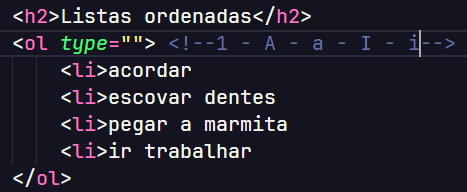 <h2>Listas ordenadas</h2>
<ol type=""> <!--1 - A - a - I - i-->
<li>acordar
<li>escovar dentes
<li>pegar a marmita
<li>ir trabalhar
</ol>